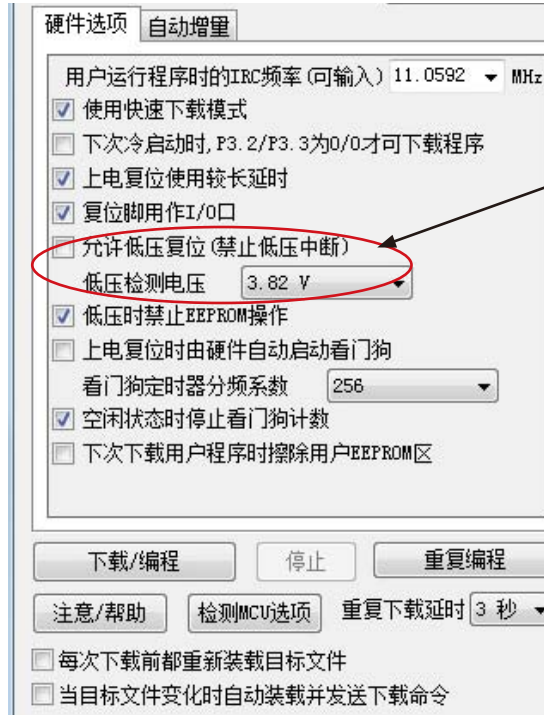 硬件选项 自动增量
用户运行程序时的IRC频率(可输入) 11.0592 MHz
使用快速下载模式
下次冷启动时,P3.2/P3.3为0/0才可下载程序
上电复位使用较长延时
复位脚用作I/O口
允许低压复位(禁止低压中断)
低压检测电压 3.82 V
低压时禁止EEPROM操作
上电复位时由硬件自动启动看门狗
看门狗定时器分频系数 256
空闲状态时停止看门狗计数
下次下载用户程序时擦除用户EEPROM区
下载/编程 停止 重复编程
注意/帮助 检测MCU选项 重复下载延时 3 秒
每次下载前都重新装载目标文件
当目标文件变化时自动装载并发送下载命令